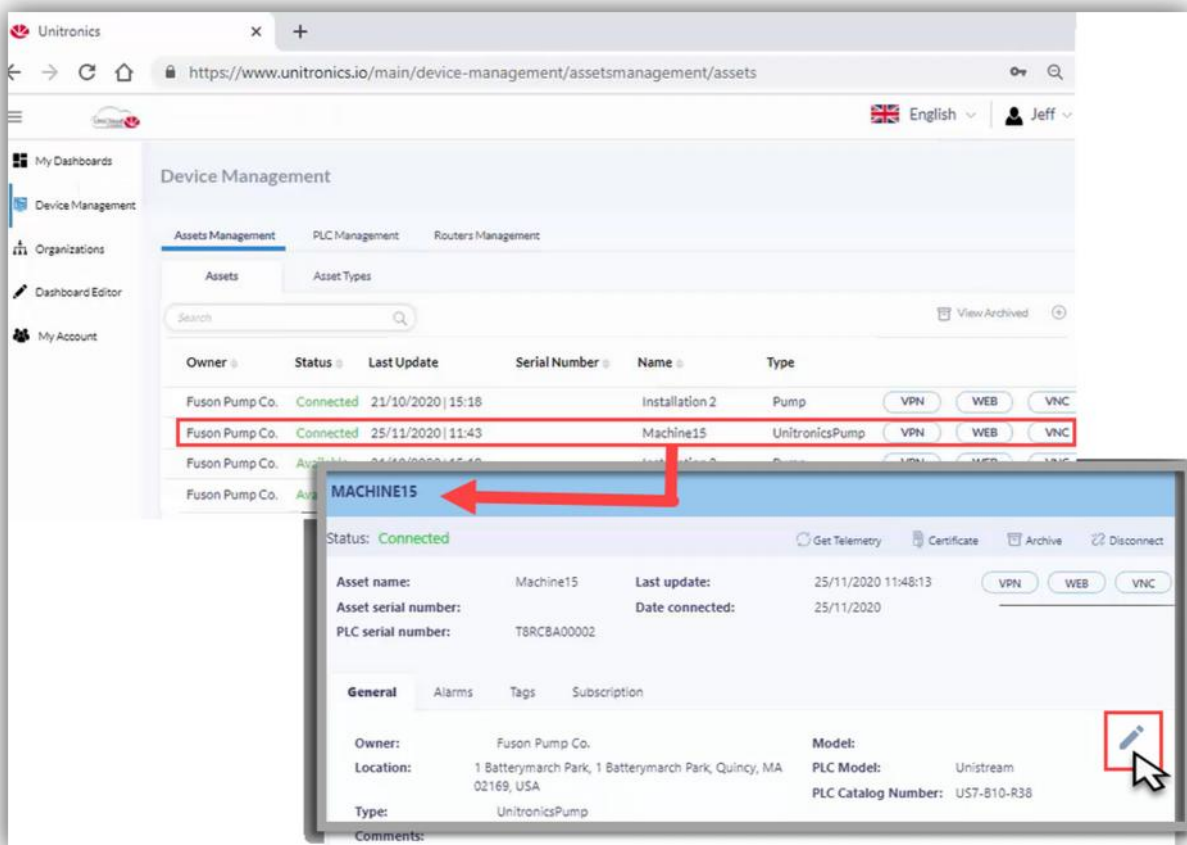 Unitronics
https://www.unitronics.io/main/device-management/assetsmanagement/assets
English
Jeff
My Dashboards
Device Management
Organizations
Dashboard Editor
My Account
Device Management
Assets Management PLC Management Routers Management
Assets Asset Types
Search
View Archived
Owner Status Last Update Serial Number Name Type
Fuson Pump Co. Connected 21/10/2020 | 15:18 Installation 2 Pump VPN WEB VNC
Fuson Pump Co. Connected 25/11/2020 | 11:43 Machine15 UnitronicsPump VPN WEB VNC
Fuson Pump Co.
Fuson Pump Co.
MACHINE15
Status: Connected Get Telemetry Certificate Archive Disconnect
Asset name: Machine15 Last update: 25/11/2020 11:48:13 VPN WEB VNC
Asset serial number: Date connected: 25/11/2020
PLC serial number: T8RCBA00002
General Alarms Tags Subscription
Owner: Fuson Pump Co. Model:
Location: 1 Batterymarch Park, 1 Batterymarch Park, Quincy, MA PLC Model: Unistream
02169, USA PLC Catalog Number: US7-B10-R38
Type: UnitronicsPump
Comments: